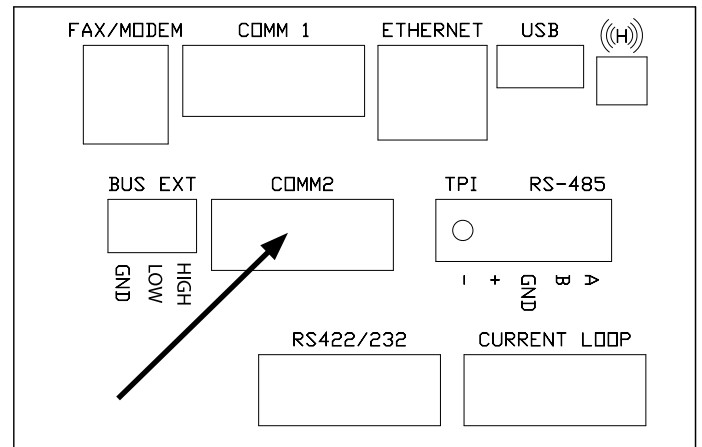 FAX/MODEM COMM 1 ETHERNET USB ((H))
BUS EXT COMM2 TPI RS-485
GND LOW HIGH - + GND B A
RS422/232 CURRENT LOOP